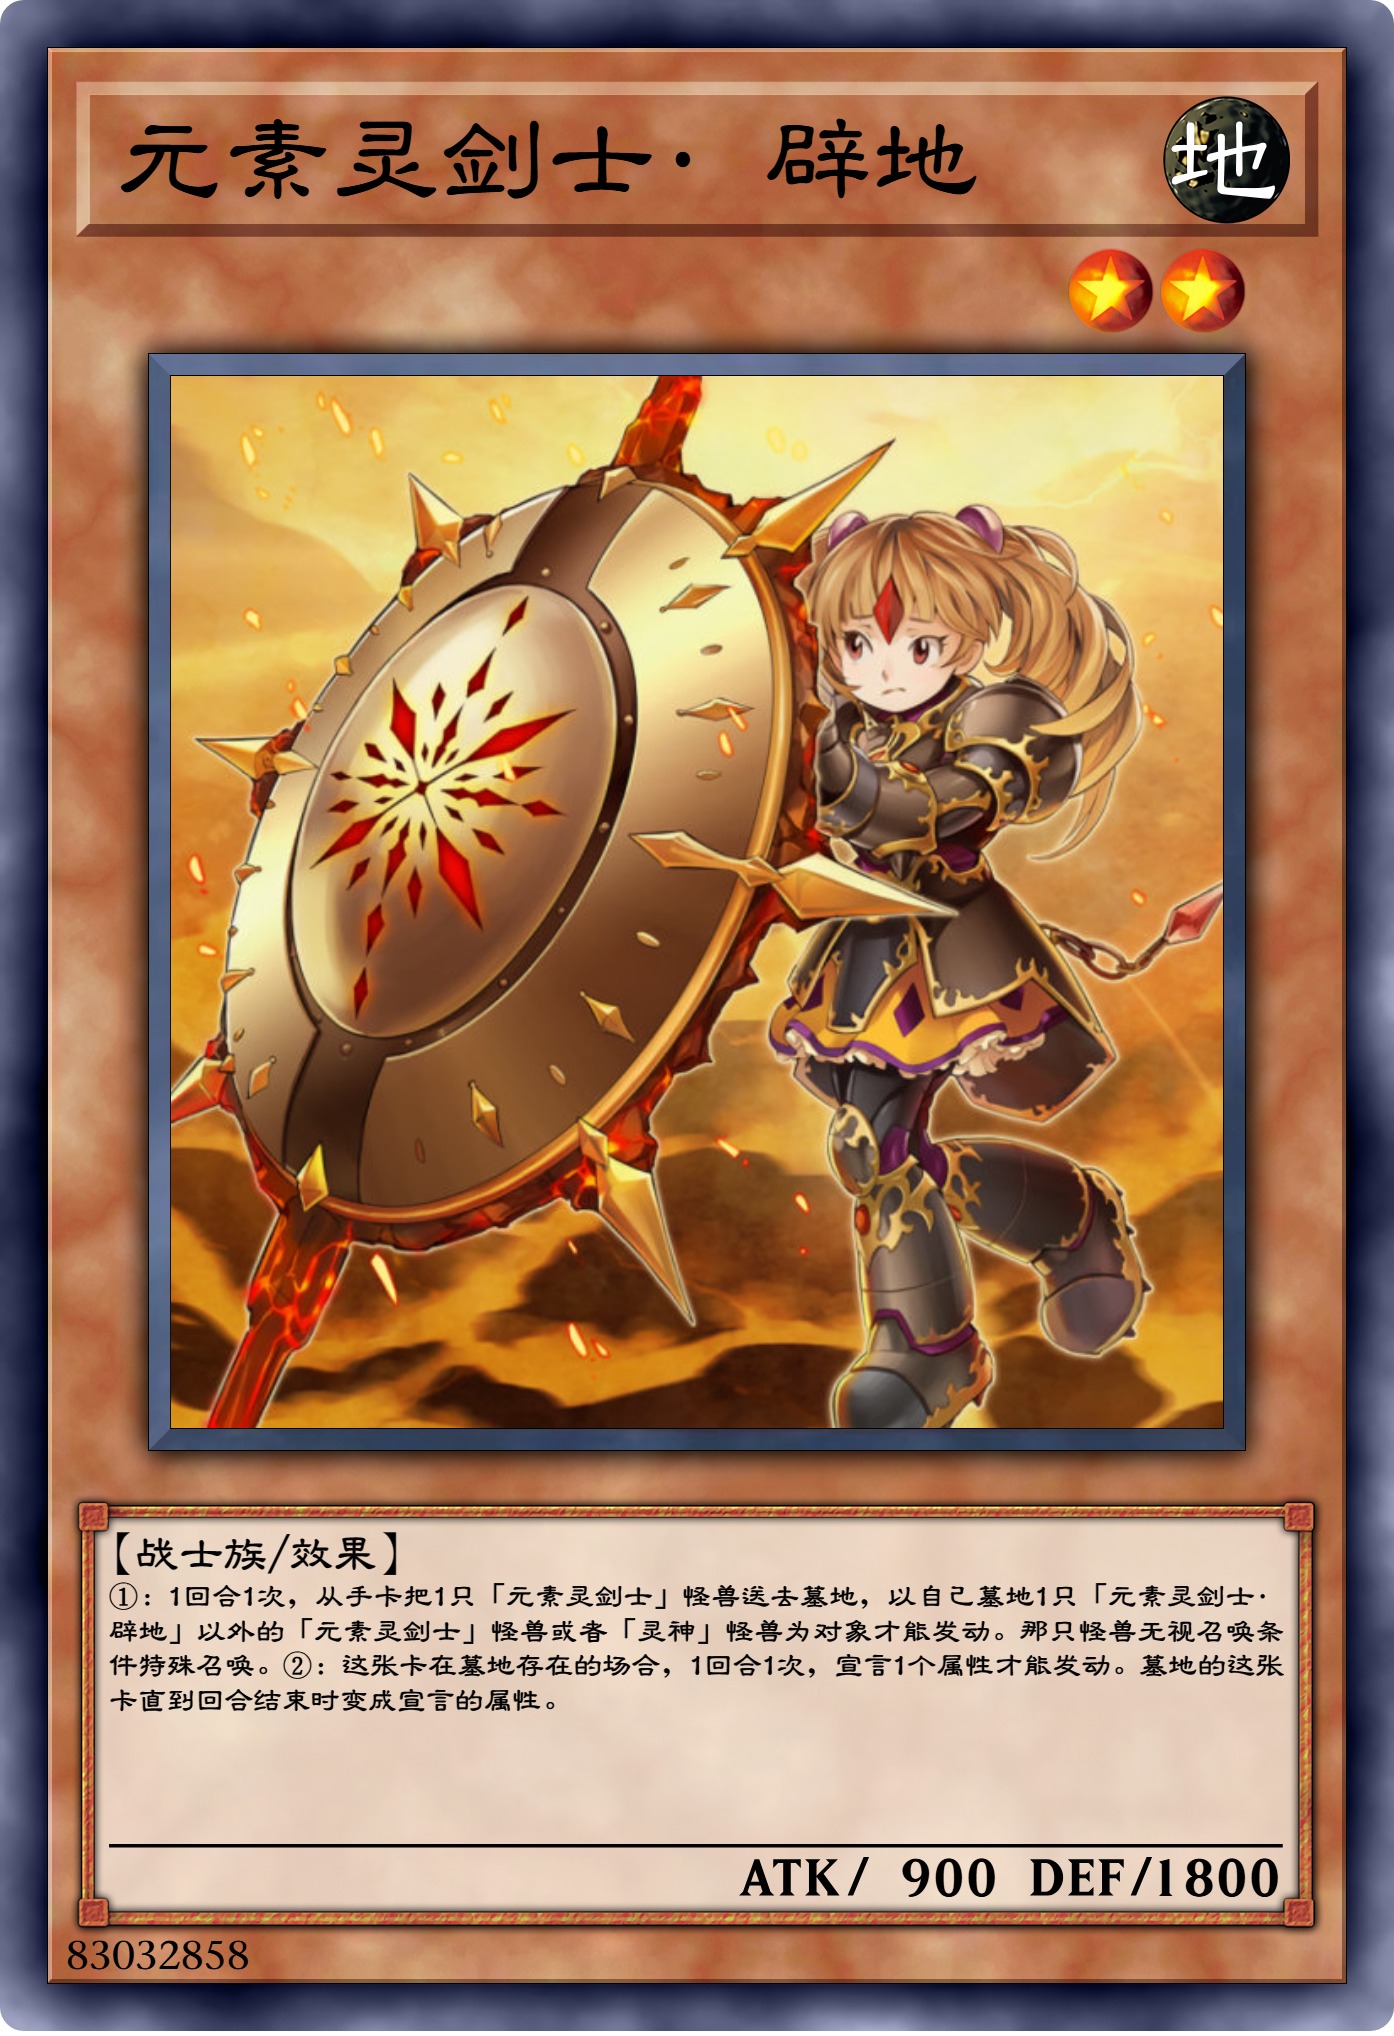 元素灵剑士·辟地
地
【战士族/效果】
①：1回合1次，从手卡把1只「元素灵剑士」怪兽送去墓地，以自己墓地1只「元素灵剑士·
辟地」以外的「元素灵剑士」怪兽或者「灵神」怪兽为对象才能发动。那只怪兽无视召唤条
件特殊召唤。②：这张卡在墓地存在的场合，1回合1次，宣言1个属性才能发动。墓地的这张
卡直到回合结束时变成宣言的属性。
ATK/ 900 DEF/1800
83032858